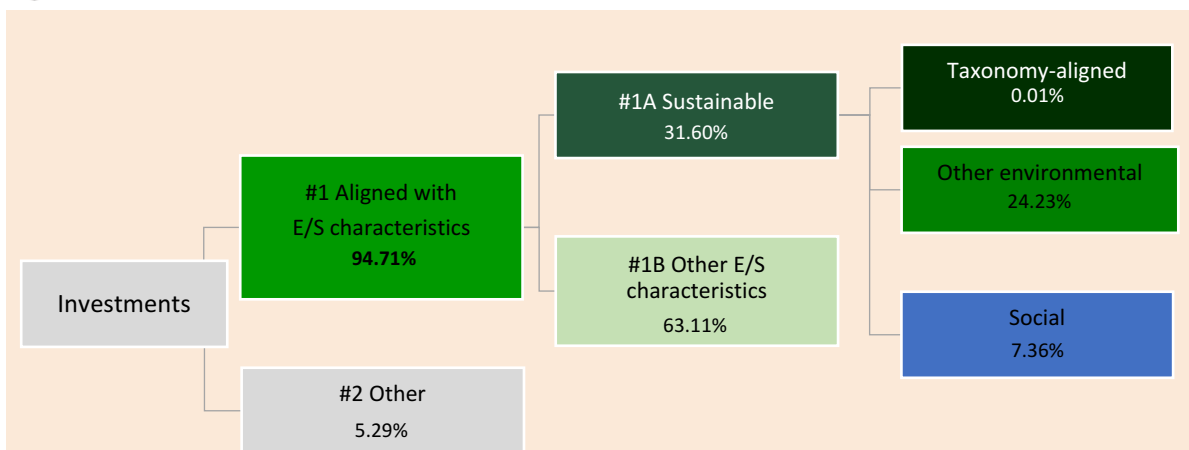 Investments
#1 Aligned with
E/S characteristics
94.71%
#2 Other
5.29%
#1A Sustainable
31.60%
#1B Other E/S
characteristics
63.11%
Taxonomy-aligned
0.01%
Other environmental
24.23%
Social
7.36%